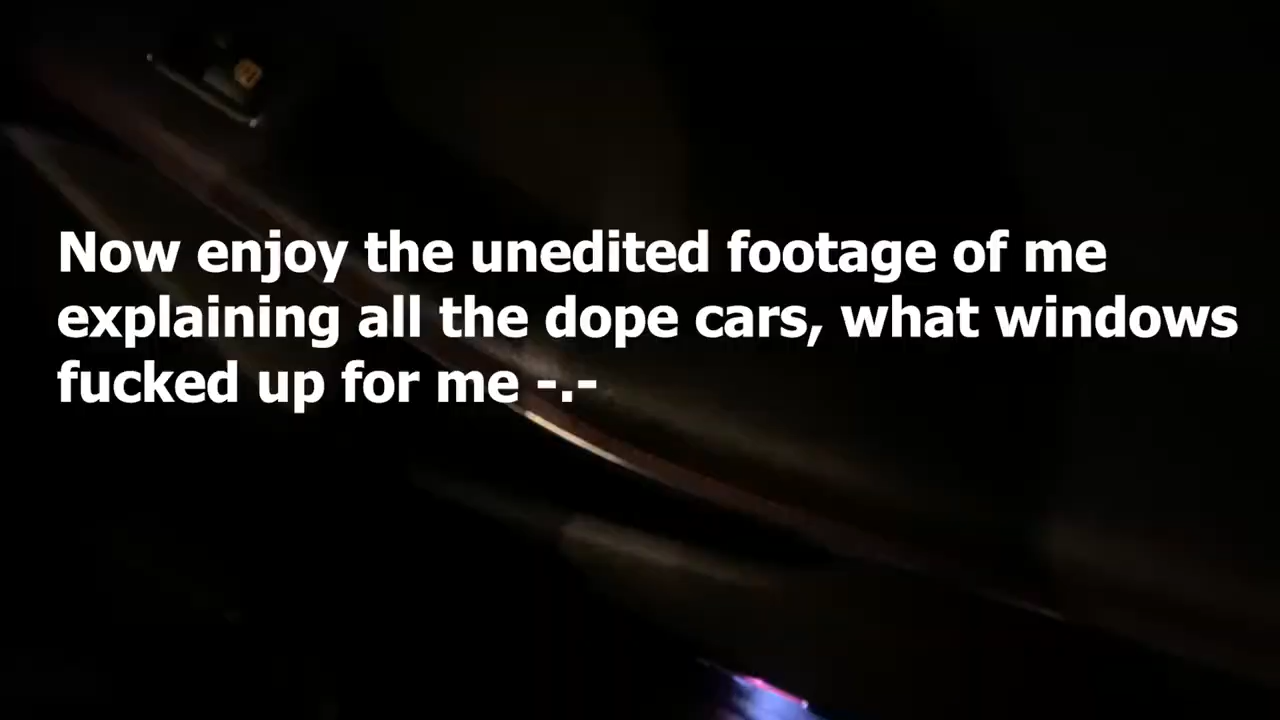 Now enjoy the unedited footage of me
explaining all the dope cars, what windows
fucked up for me -.-